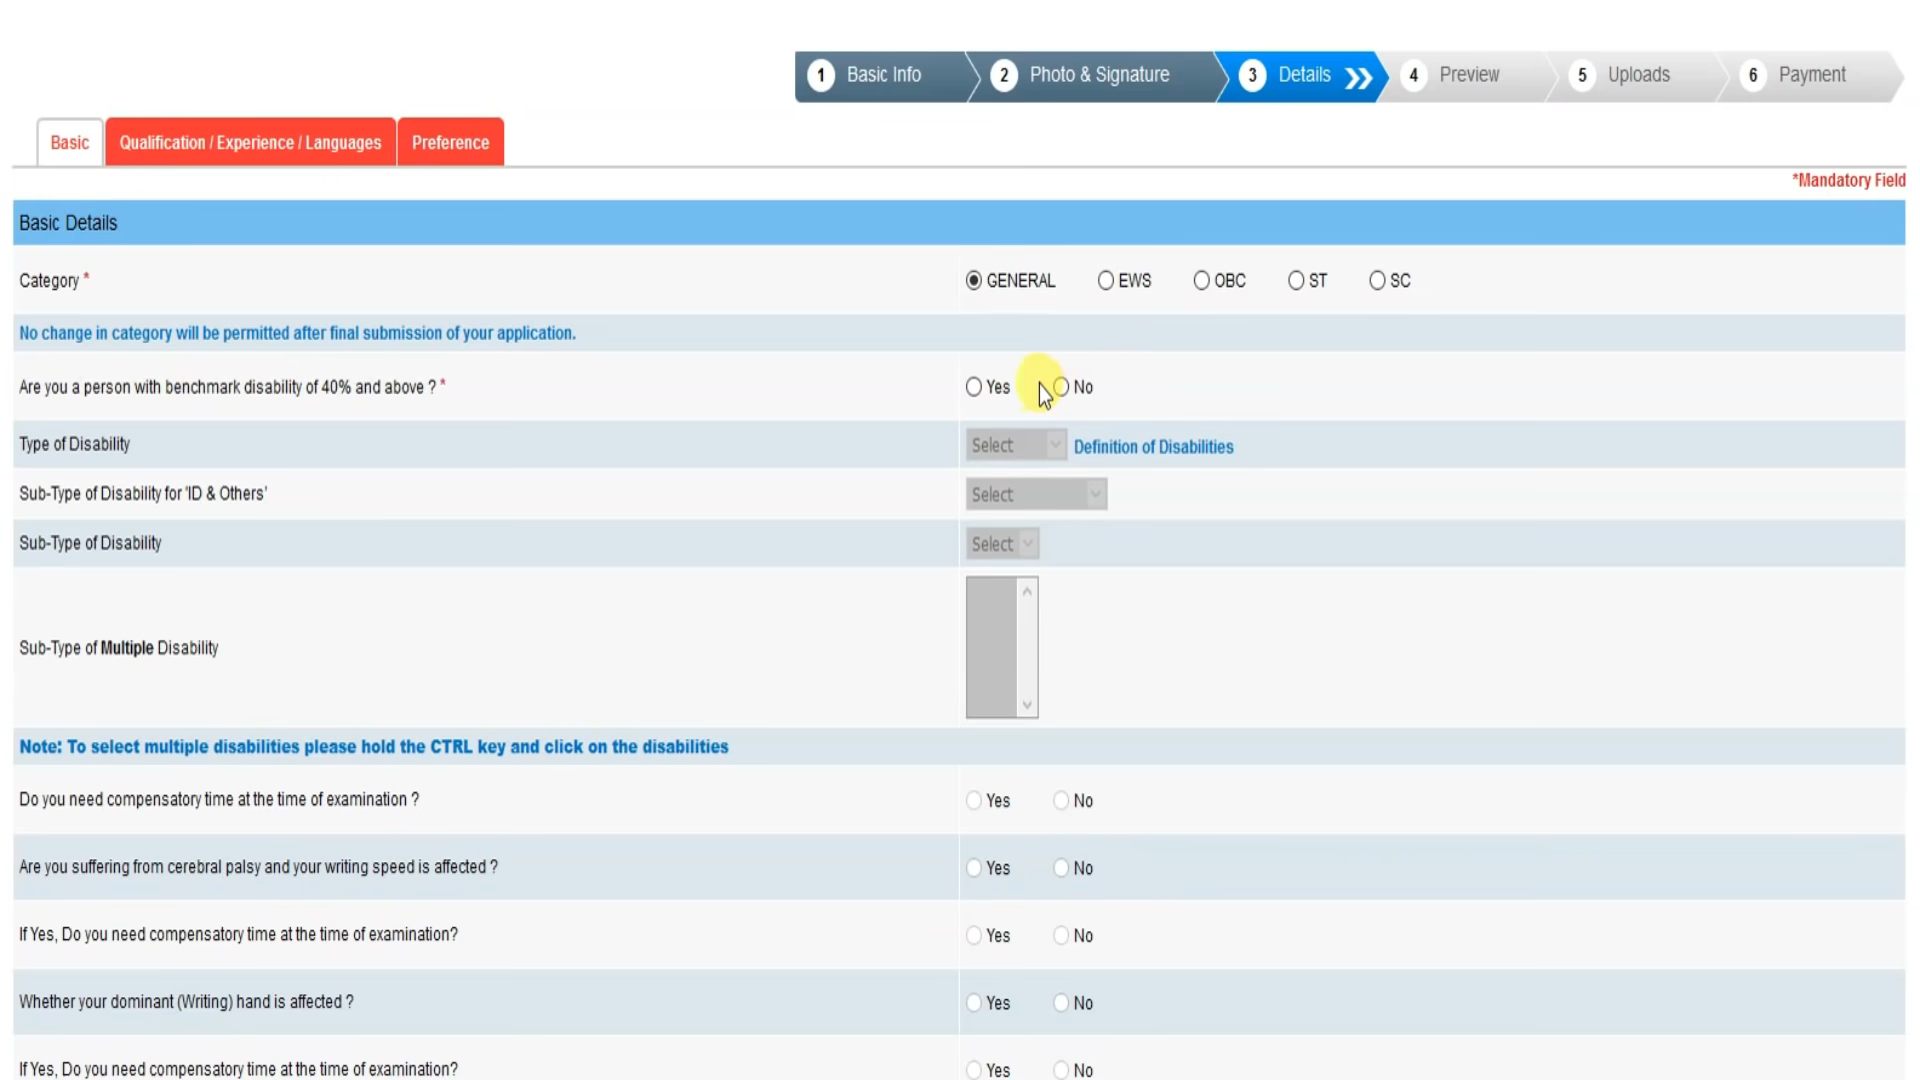 1 Basic Info 2 Photo & Signature 3 Details 4 Preview 5 Uploads 6 Payment
Basic Qualification / Experience / Languages Preference
*Mandatory Field
Basic Details
Category * GENERAL EWS OBC ST SC
No change in category will be permitted after final submission of your application.
Are you a person with benchmark disability of 40% and above ? * Yes No
Type of Disability Select Definition of Disabilities
Sub-Type of Disability for 'ID & Others' Select
Sub-Type of Disability Select
Sub-Type of Multiple Disability
Note: To select multiple disabilities please hold the CTRL key and click on the disabilities
Do you need compensatory time at the time of examination ? Yes No
Are you suffering from cerebral palsy and your writing speed is affected ? Yes No
If Yes, Do you need compensatory time at the time of examination? Yes No
Whether your dominant (Writing) hand is affected ? Yes No
If Yes, Do you need compensatory time at the time of examination? Yes No